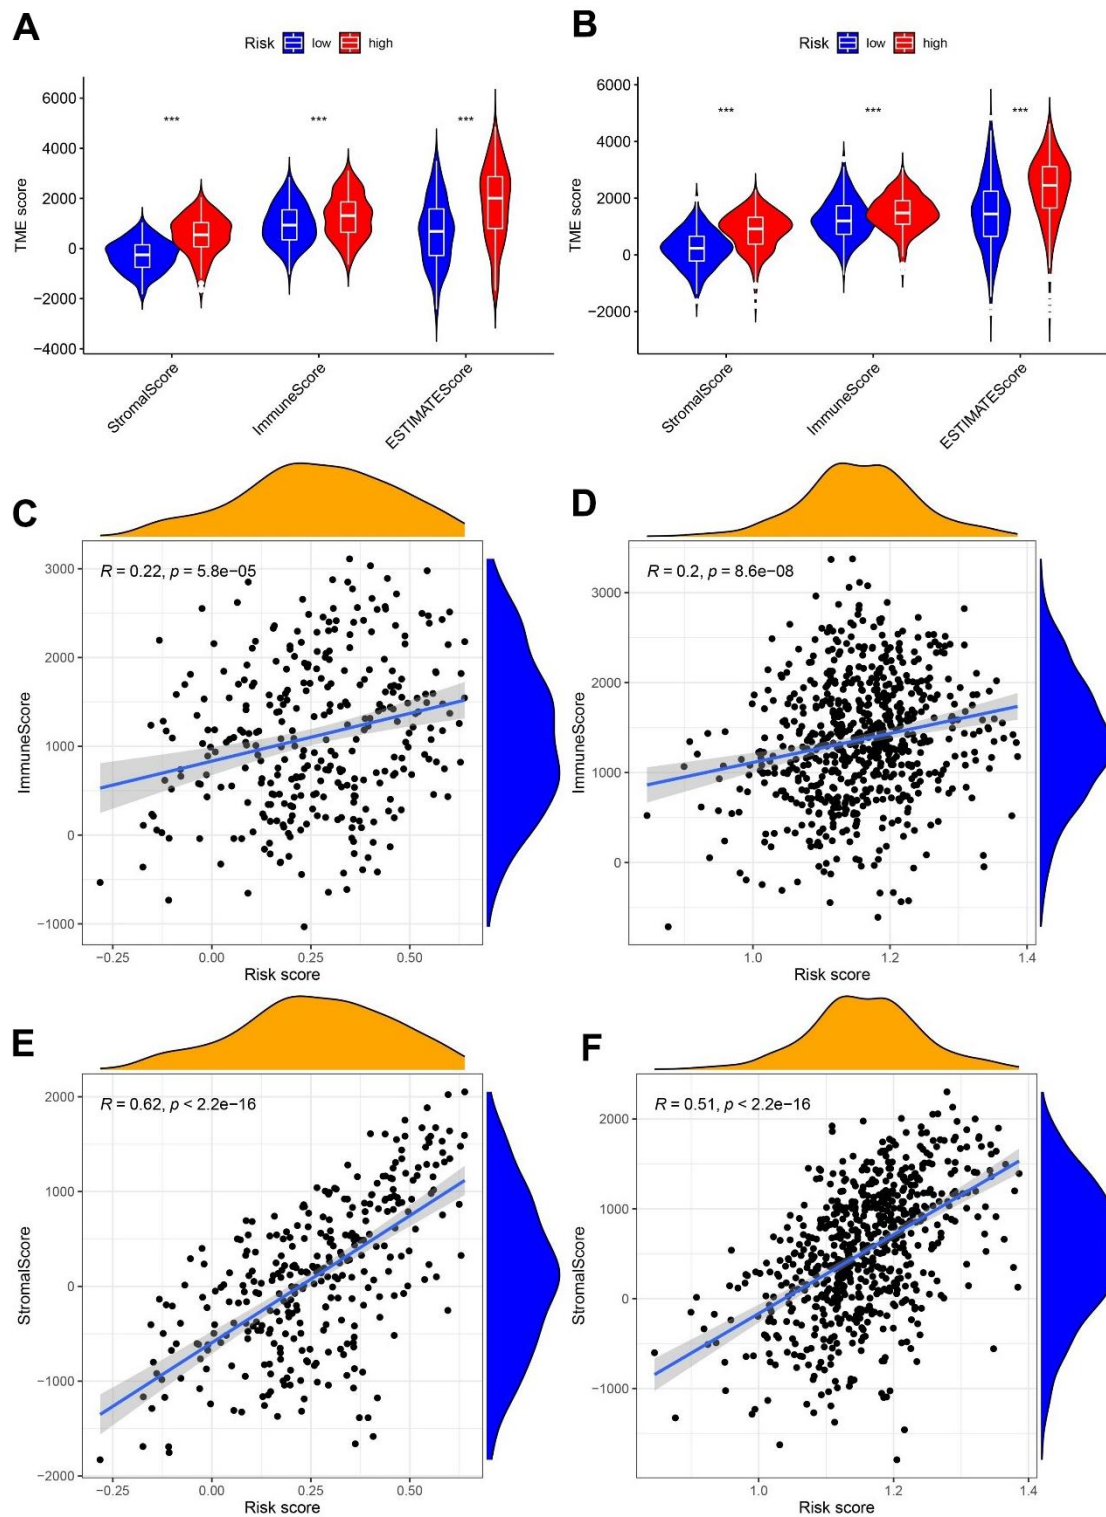 A
Risk low high
TME score
6000
4000
2000
0
−2000
−4000
***
***
***
StromalScore
ImmuneScore
ESTIMATEScore
B
Risk low high
TME score
6000
4000
2000
0
−2000
***
***
***
StromalScore
ImmuneScore
ESTIMATEScore
C
R = 0.22, p = 5.8e−05
ImmuneScore
3000
2000
1000
0
−1000
−0.25 0.00 0.25 0.50
Risk score
D
R = 0.2, p = 8.6e−08
ImmuneScore
3000
2000
1000
0
1.0 1.2 1.4
Risk score
E
R = 0.62, p < 2.2e−16
StromalScore
2000
1000
0
−1000
−2000
−0.25 0.00 0.25 0.50
Risk score
F
R = 0.51, p < 2.2e−16
StromalScore
2000
1000
0
−1000
1.0 1.2 1.4
Risk score